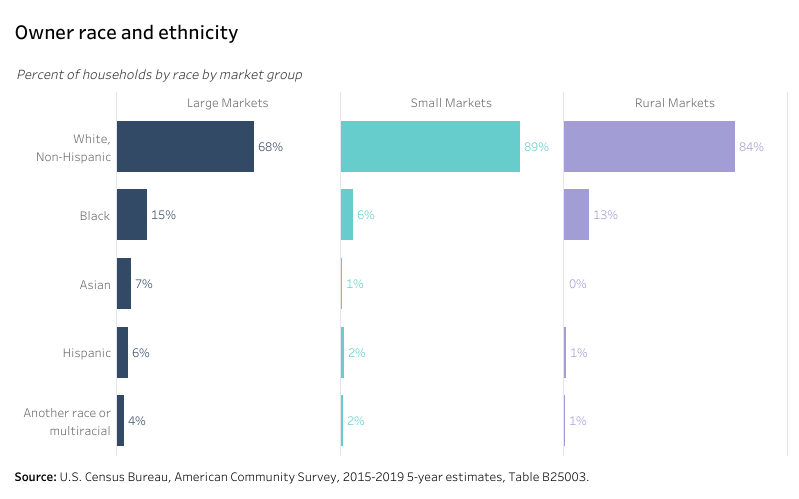 Owner race and ethnicity
Percent of households by race by market group
Large Markets
Small Markets
Rural Markets
White,
Non-Hispanic
68%
89%
84%
Black
15%
6%
13%
Asian
7%
1%
0%
Hispanic
6%
2%
1%
Another race or
multiracial
4%
2%
1%
Source: U.S. Census Bureau, American Community Survey, 2015-2019 5-year estimates, Table B25003.